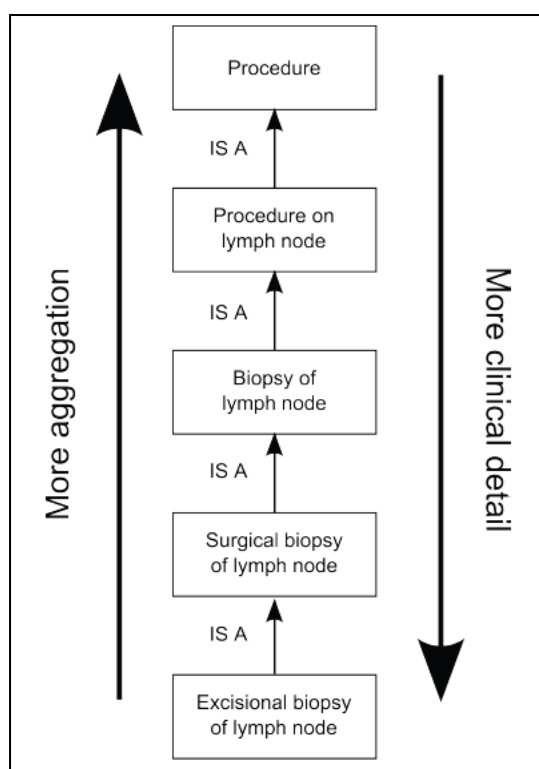 Procedure
IS A
Procedure on
lymph node
IS A
Biopsy of
lymph node
IS A
Surgical biopsy
of lymph node
IS A
Excisional biopsy
of lymph node
More aggregation
More clinical detail